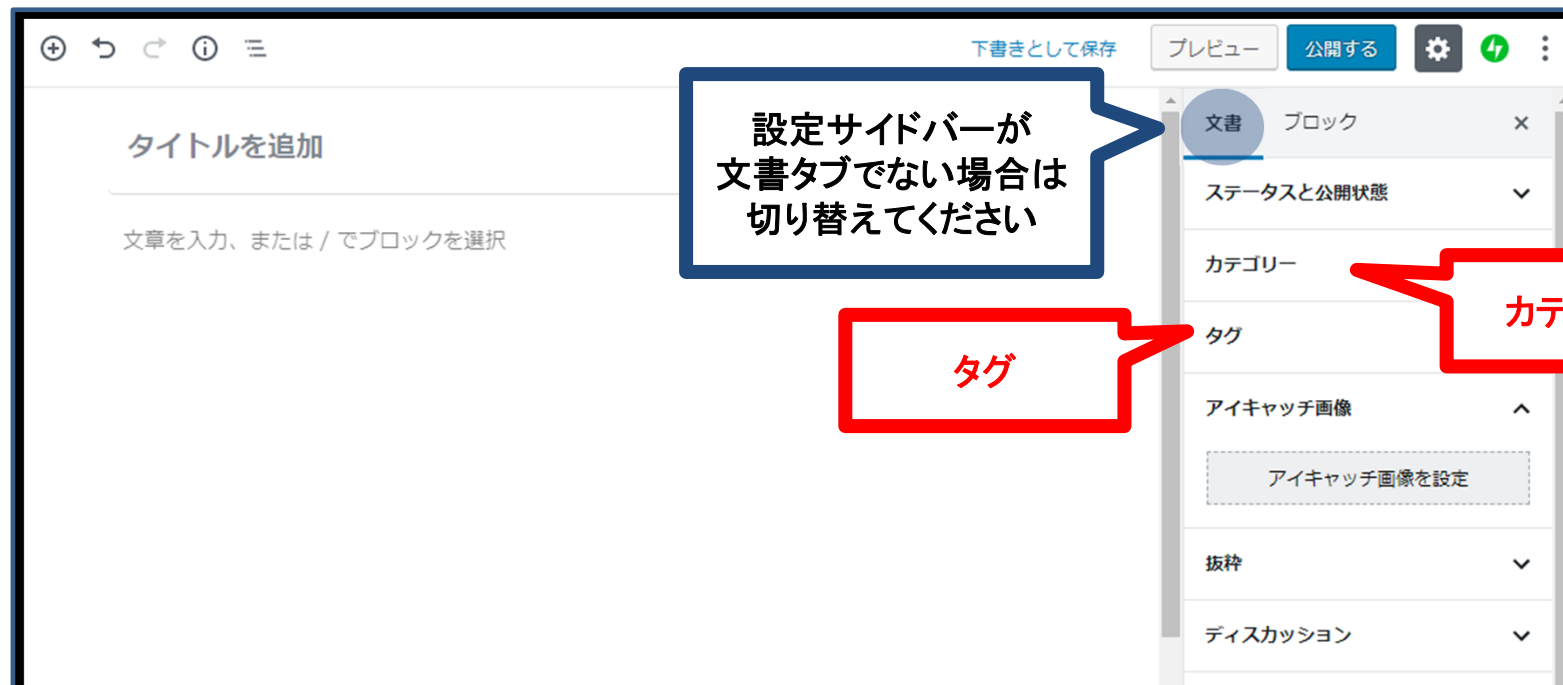 下書きとして保存
プレビュー
公開する
設定サイドバーが
文書タブでない場合は
切り替えてください
文書
ブロック
×
タイトルを追加
文章を入力、または / でブロックを選択
ステータスと公開状態
カテゴリー
カテ
タグ
タグ
アイキャッチ画像
アイキャッチ画像を設定
抜粋
ディスカッション